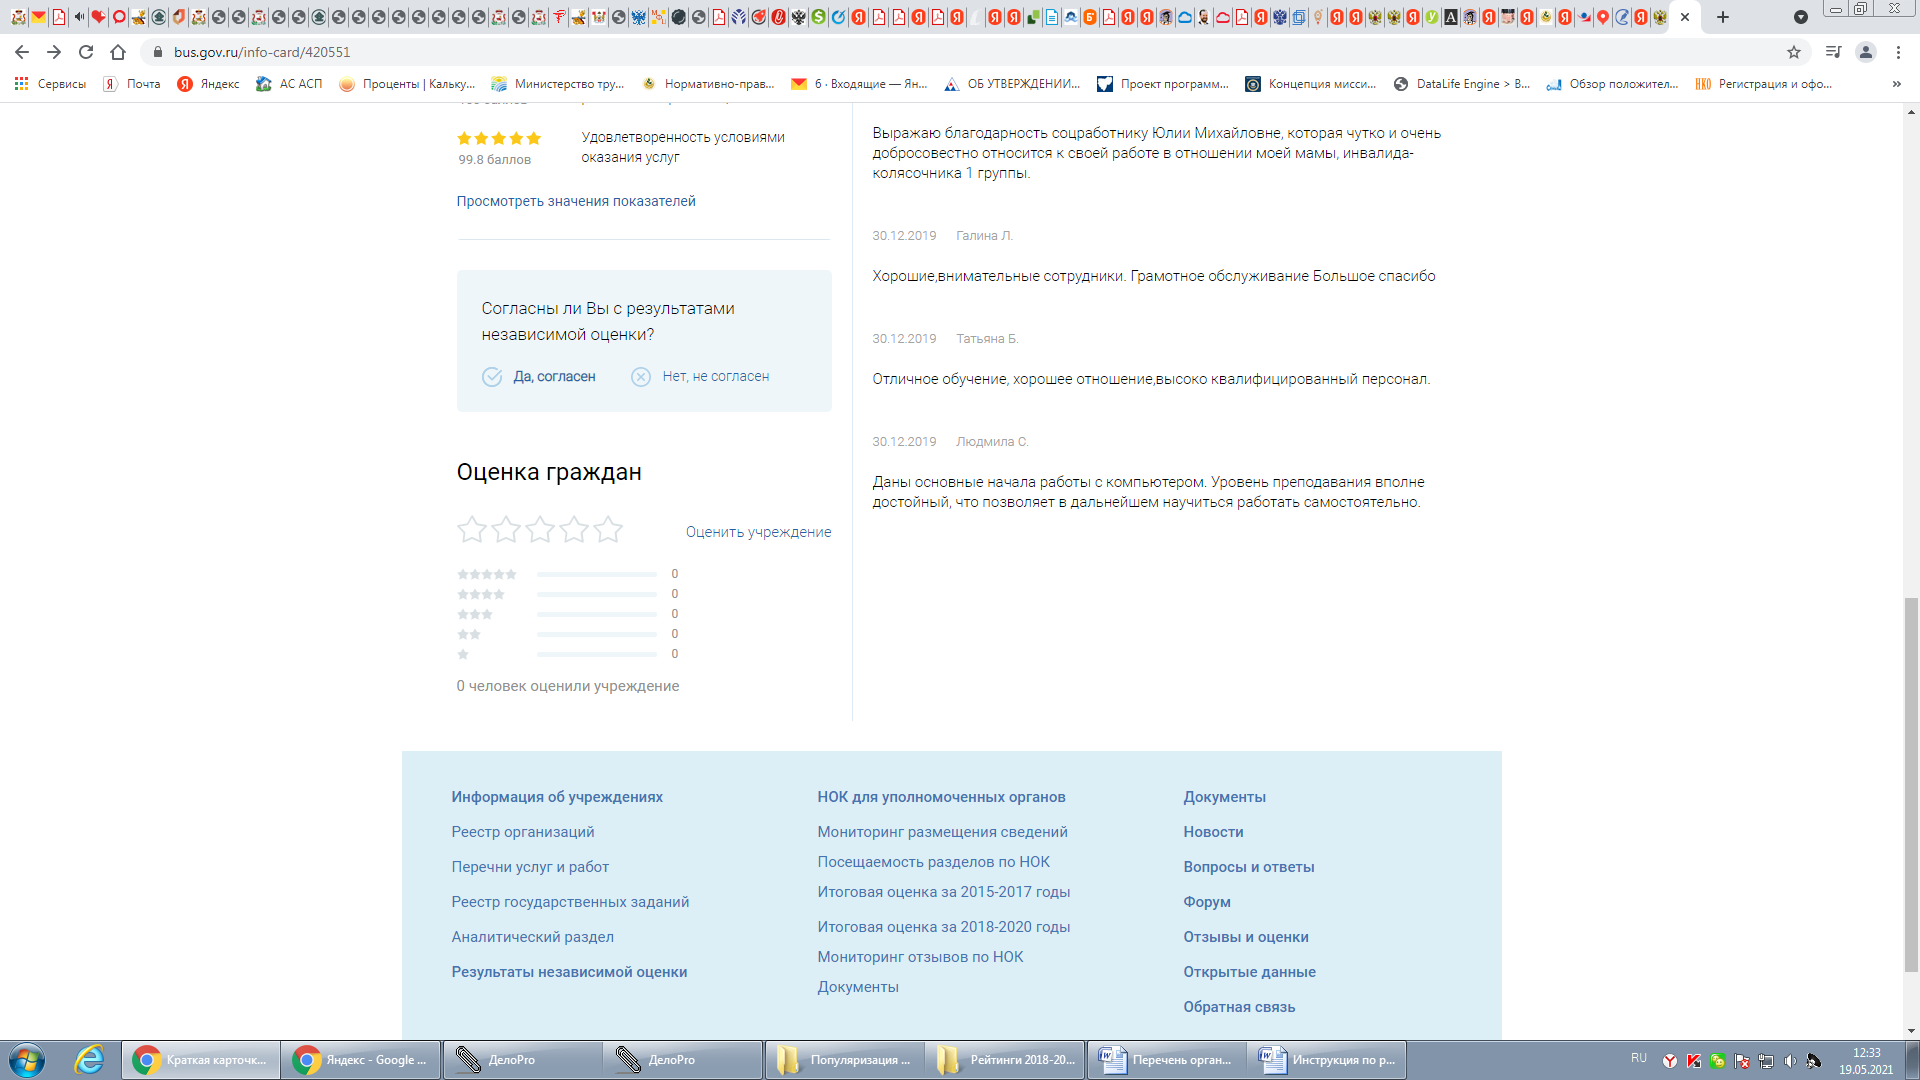 bus.gov.ru/info-card/420551
Сервисы
Почта
Яндекс
АС АСП
Проценты | Кальку...
Министерство тру...
Нормативно-прав...
6 · Входящие — Ян...
ОБ УТВЕРЖДЕНИИ...
Проект программ...
Концепция мисси...
DataLife Engine > В...
Обзор положител...
Регистрация и офо...
»
99.8 баллов
Удовлетворенность условиями
оказания услуг
Просмотреть значения показателей
Согласны ли Вы с результатами
независимой оценки?
Да, согласен
Нет, не согласен
Оценка граждан
Оценить учреждение
0
0
0
0
0
0 человек оценили учреждение
Выражаю благодарность соцработнику Юлии Михайловне, которая чутко и очень
добросовестно относится к своей работе в отношении моей мамы, инвалида-
колясочника 1 группы.
30.12.2019 Галина Л.
Хорошие,внимательные сотрудники. Грамотное обслуживание Большое спасибо
30.12.2019 Татьяна Б.
Отличное обучение, хорошее отношение,высоко квалифицированный персонал.
30.12.2019 Людмила С.
Даны основные начала работы с компьютером. Уровень преподавания вполне
достойный, что позволяет в дальнейшем научиться работать самостоятельно.
Информация об учреждениях
Реестр организаций
Перечни услуг и работ
Реестр государственных заданий
Аналитический раздел
Результаты независимой оценки
НОК для уполномоченных органов
Мониторинг размещения сведений
Посещаемость разделов по НОК
Итоговая оценка за 2015-2017 годы
Итоговая оценка за 2018-2020 годы
Мониторинг отзывов по НОК
Документы
Документы
Новости
Вопросы и ответы
Форум
Отзывы и оценки
Открытые данные
Обратная связь
Краткая карточк...
Яндекс - Google ...
ДелоPro
ДелоPro
Популяризация ...
Рейтинги 2018-20...
Перечень орган...
Инструкция по р...
RU
12:33
19.05.2021